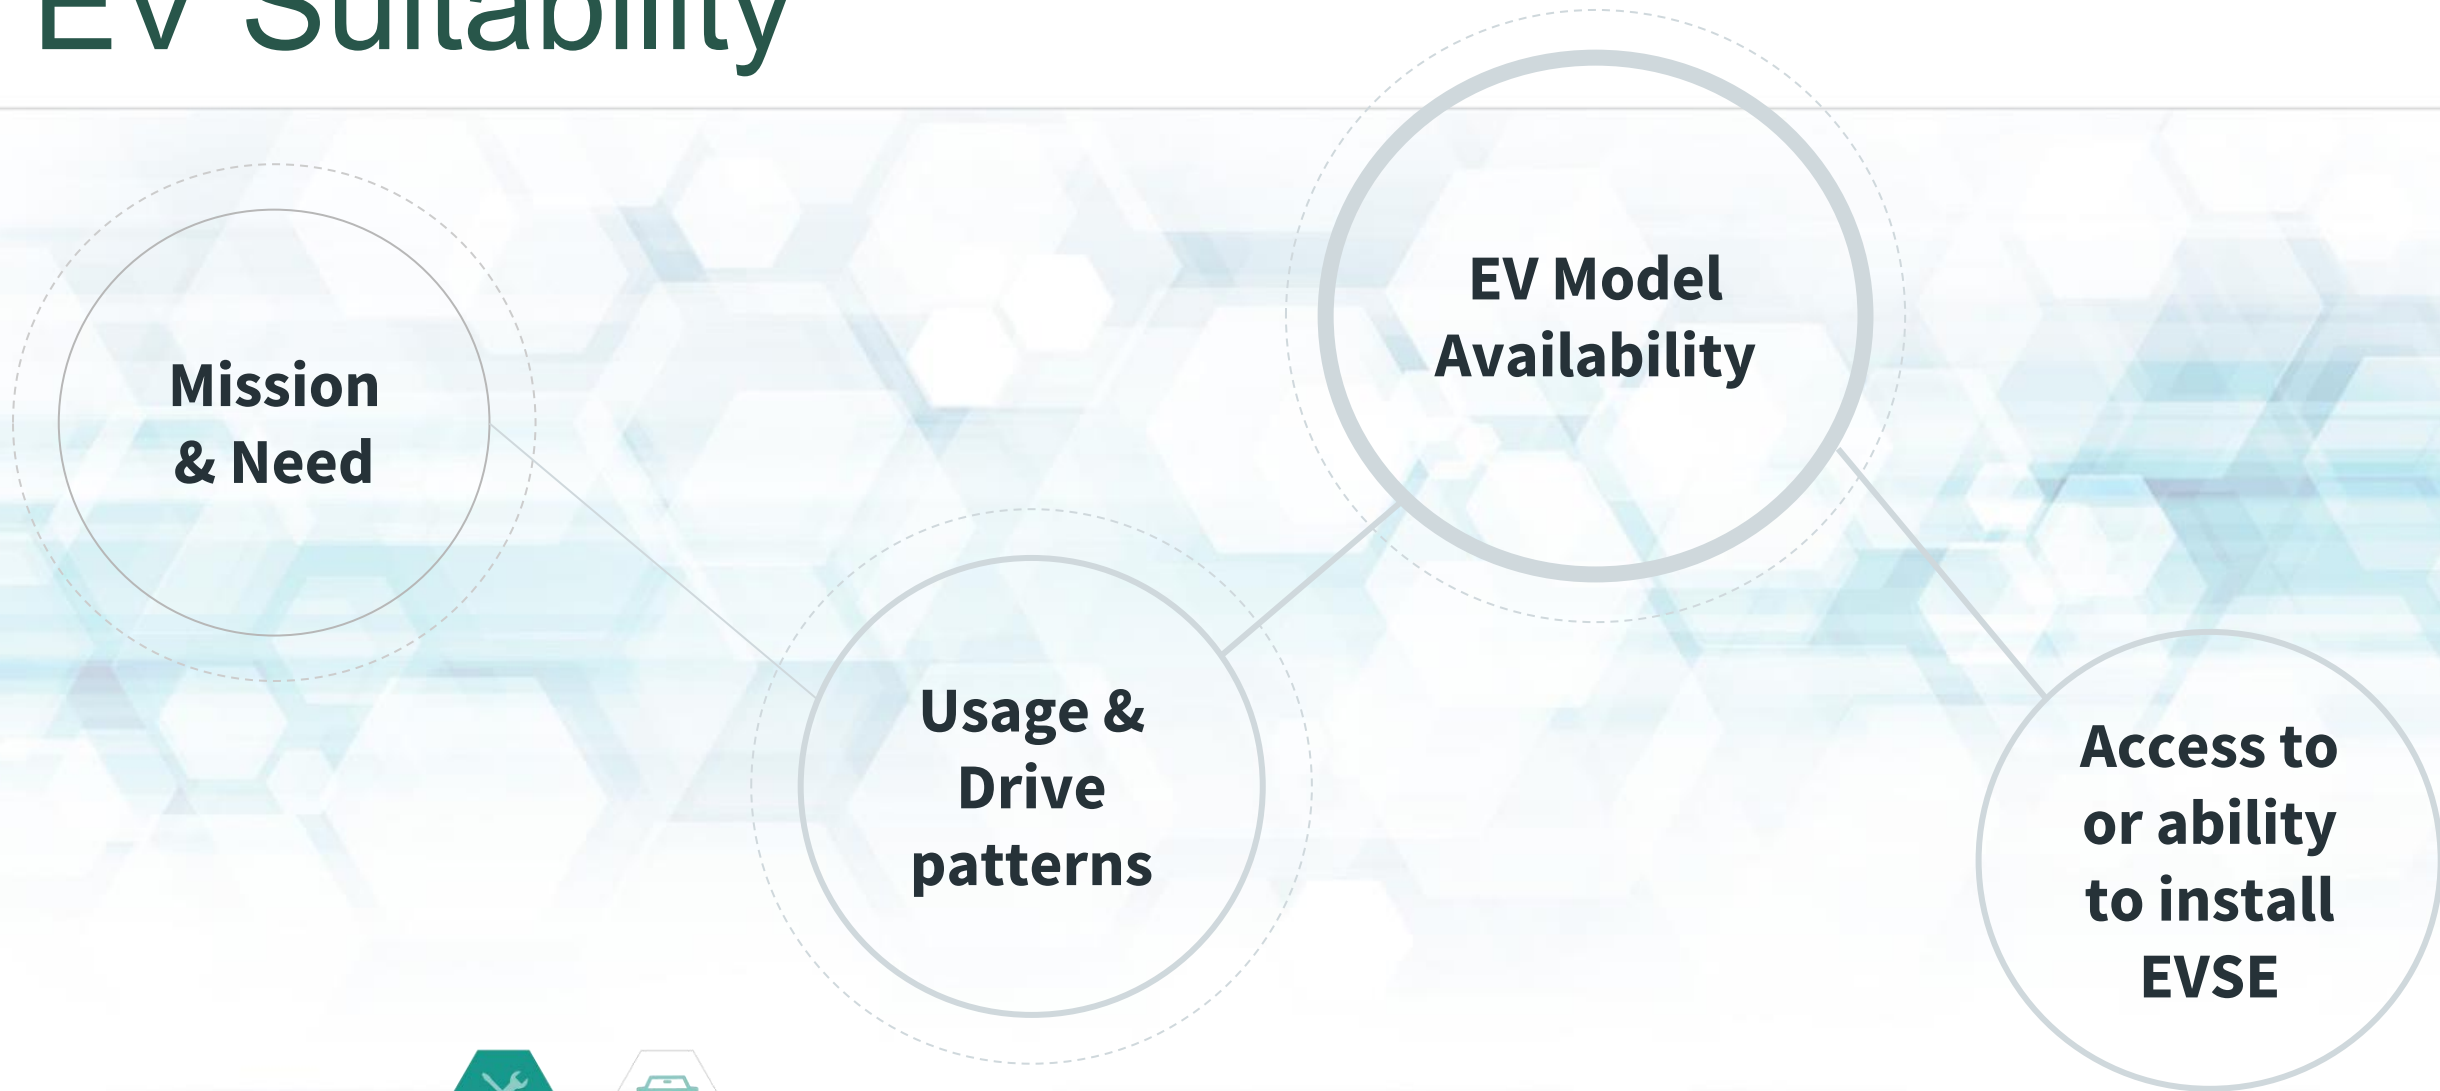 EV Suitability
Mission
& Need
Usage &
Drive
patterns
EV Model
Availability
Access to
or ability
to install
EVSE